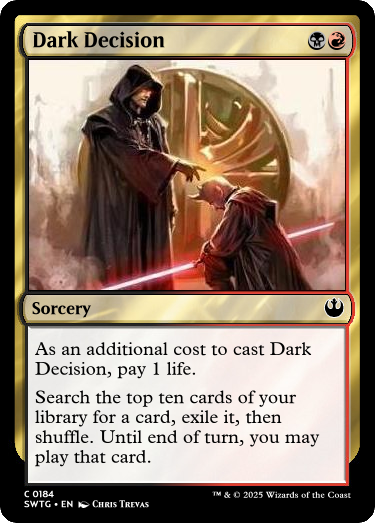 Dark Decision
Sorcery
As an additional cost to cast Dark
Decision, pay 1 life.
Search the top ten cards of your
library for a card, exile it, then
shuffle. Until end of turn, you may
play that card.
C 0184
SWTG • EN Chris Trevas
™ & © 2025 Wizards of the Coast